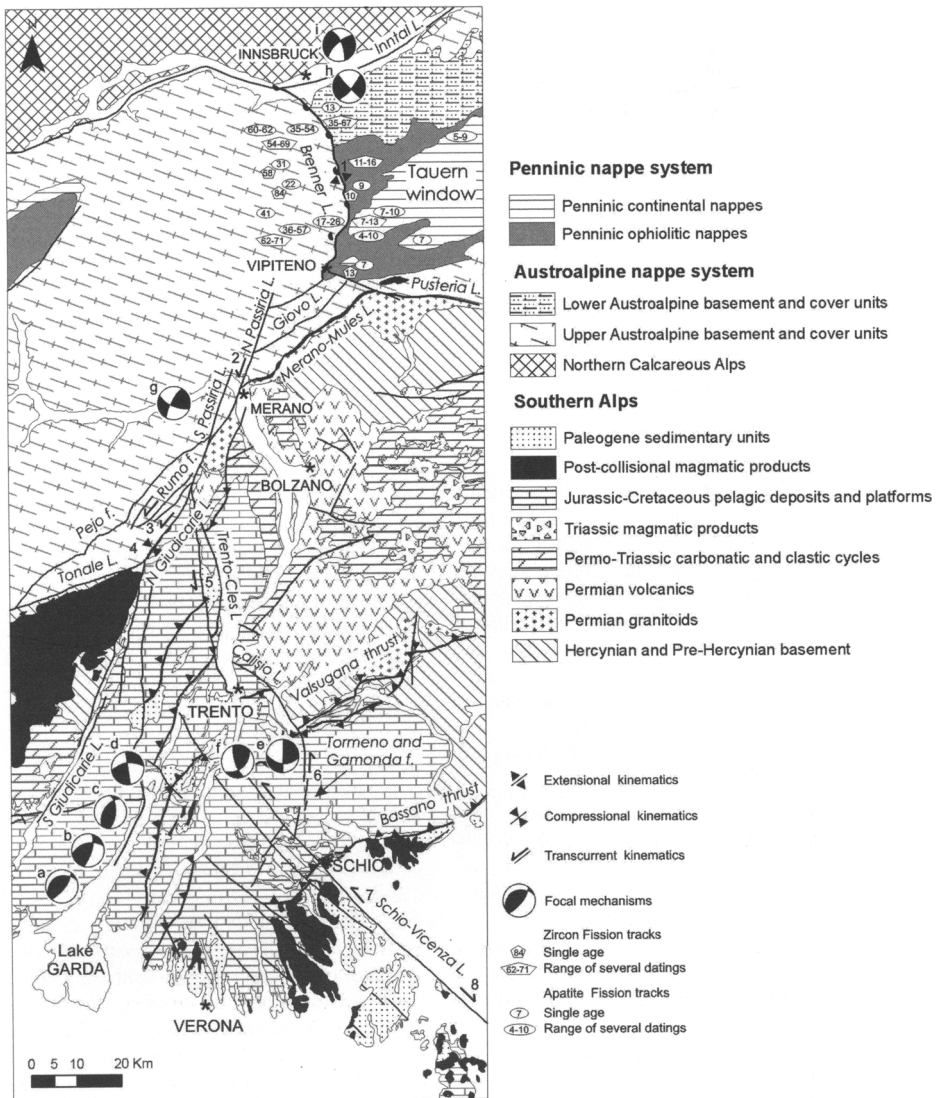 N
i
INNSBRUCK
Inntal L.
h
13
35-67
60-62
35-54
54-69
5-9
31
58
Brenner L.
1
11-16
Tauern
window
22
84
9
10
41
17-26
7-10
7-13
36-57
62-71
4-10
7
VIPITENO
7
13
Pusteria L.
N Passiria L.
Giovo L.
Merano-Mules L.
2
g
S Passiria L.
MERANO
BOLZANO
Rumo f.
Pejo f.
3
4
Tonale L.
N Giudicarie L.
5
Trento-Cles L.
Calisio L.
Valsugana thrust
TRENTO
d
f
e
Tormeno and
Gamonda f.
6
S Giudicarie L.
c
Bassano thrust
b
a
SCHIO
7
Schio-Vicenza L.
8
Lake
GARDA
VERONA
0 5 10 20 Km
Penninic nappe system
Penninic continental nappes
Penninic ophiolitic nappes
Austroalpine nappe system
Lower Austroalpine basement and cover units
Upper Austroalpine basement and cover units
Northern Calcareous Alps
Southern Alps
Paleogene sedimentary units
Post-collisional magmatic products
Jurassic-Cretaceous pelagic deposits and platforms
Triassic magmatic products
Permo-Triassic carbonatic and clastic cycles
Permian volcanics
Permian granitoids
Hercynian and Pre-Hercynian basement
Extensional kinematics
Compressional kinematics
Transcurrent kinematics
Focal mechanisms
Zircon Fission tracks
84 Single age
62-71 Range of several datings
Apatite Fission tracks
7 Single age
4-10 Range of several datings